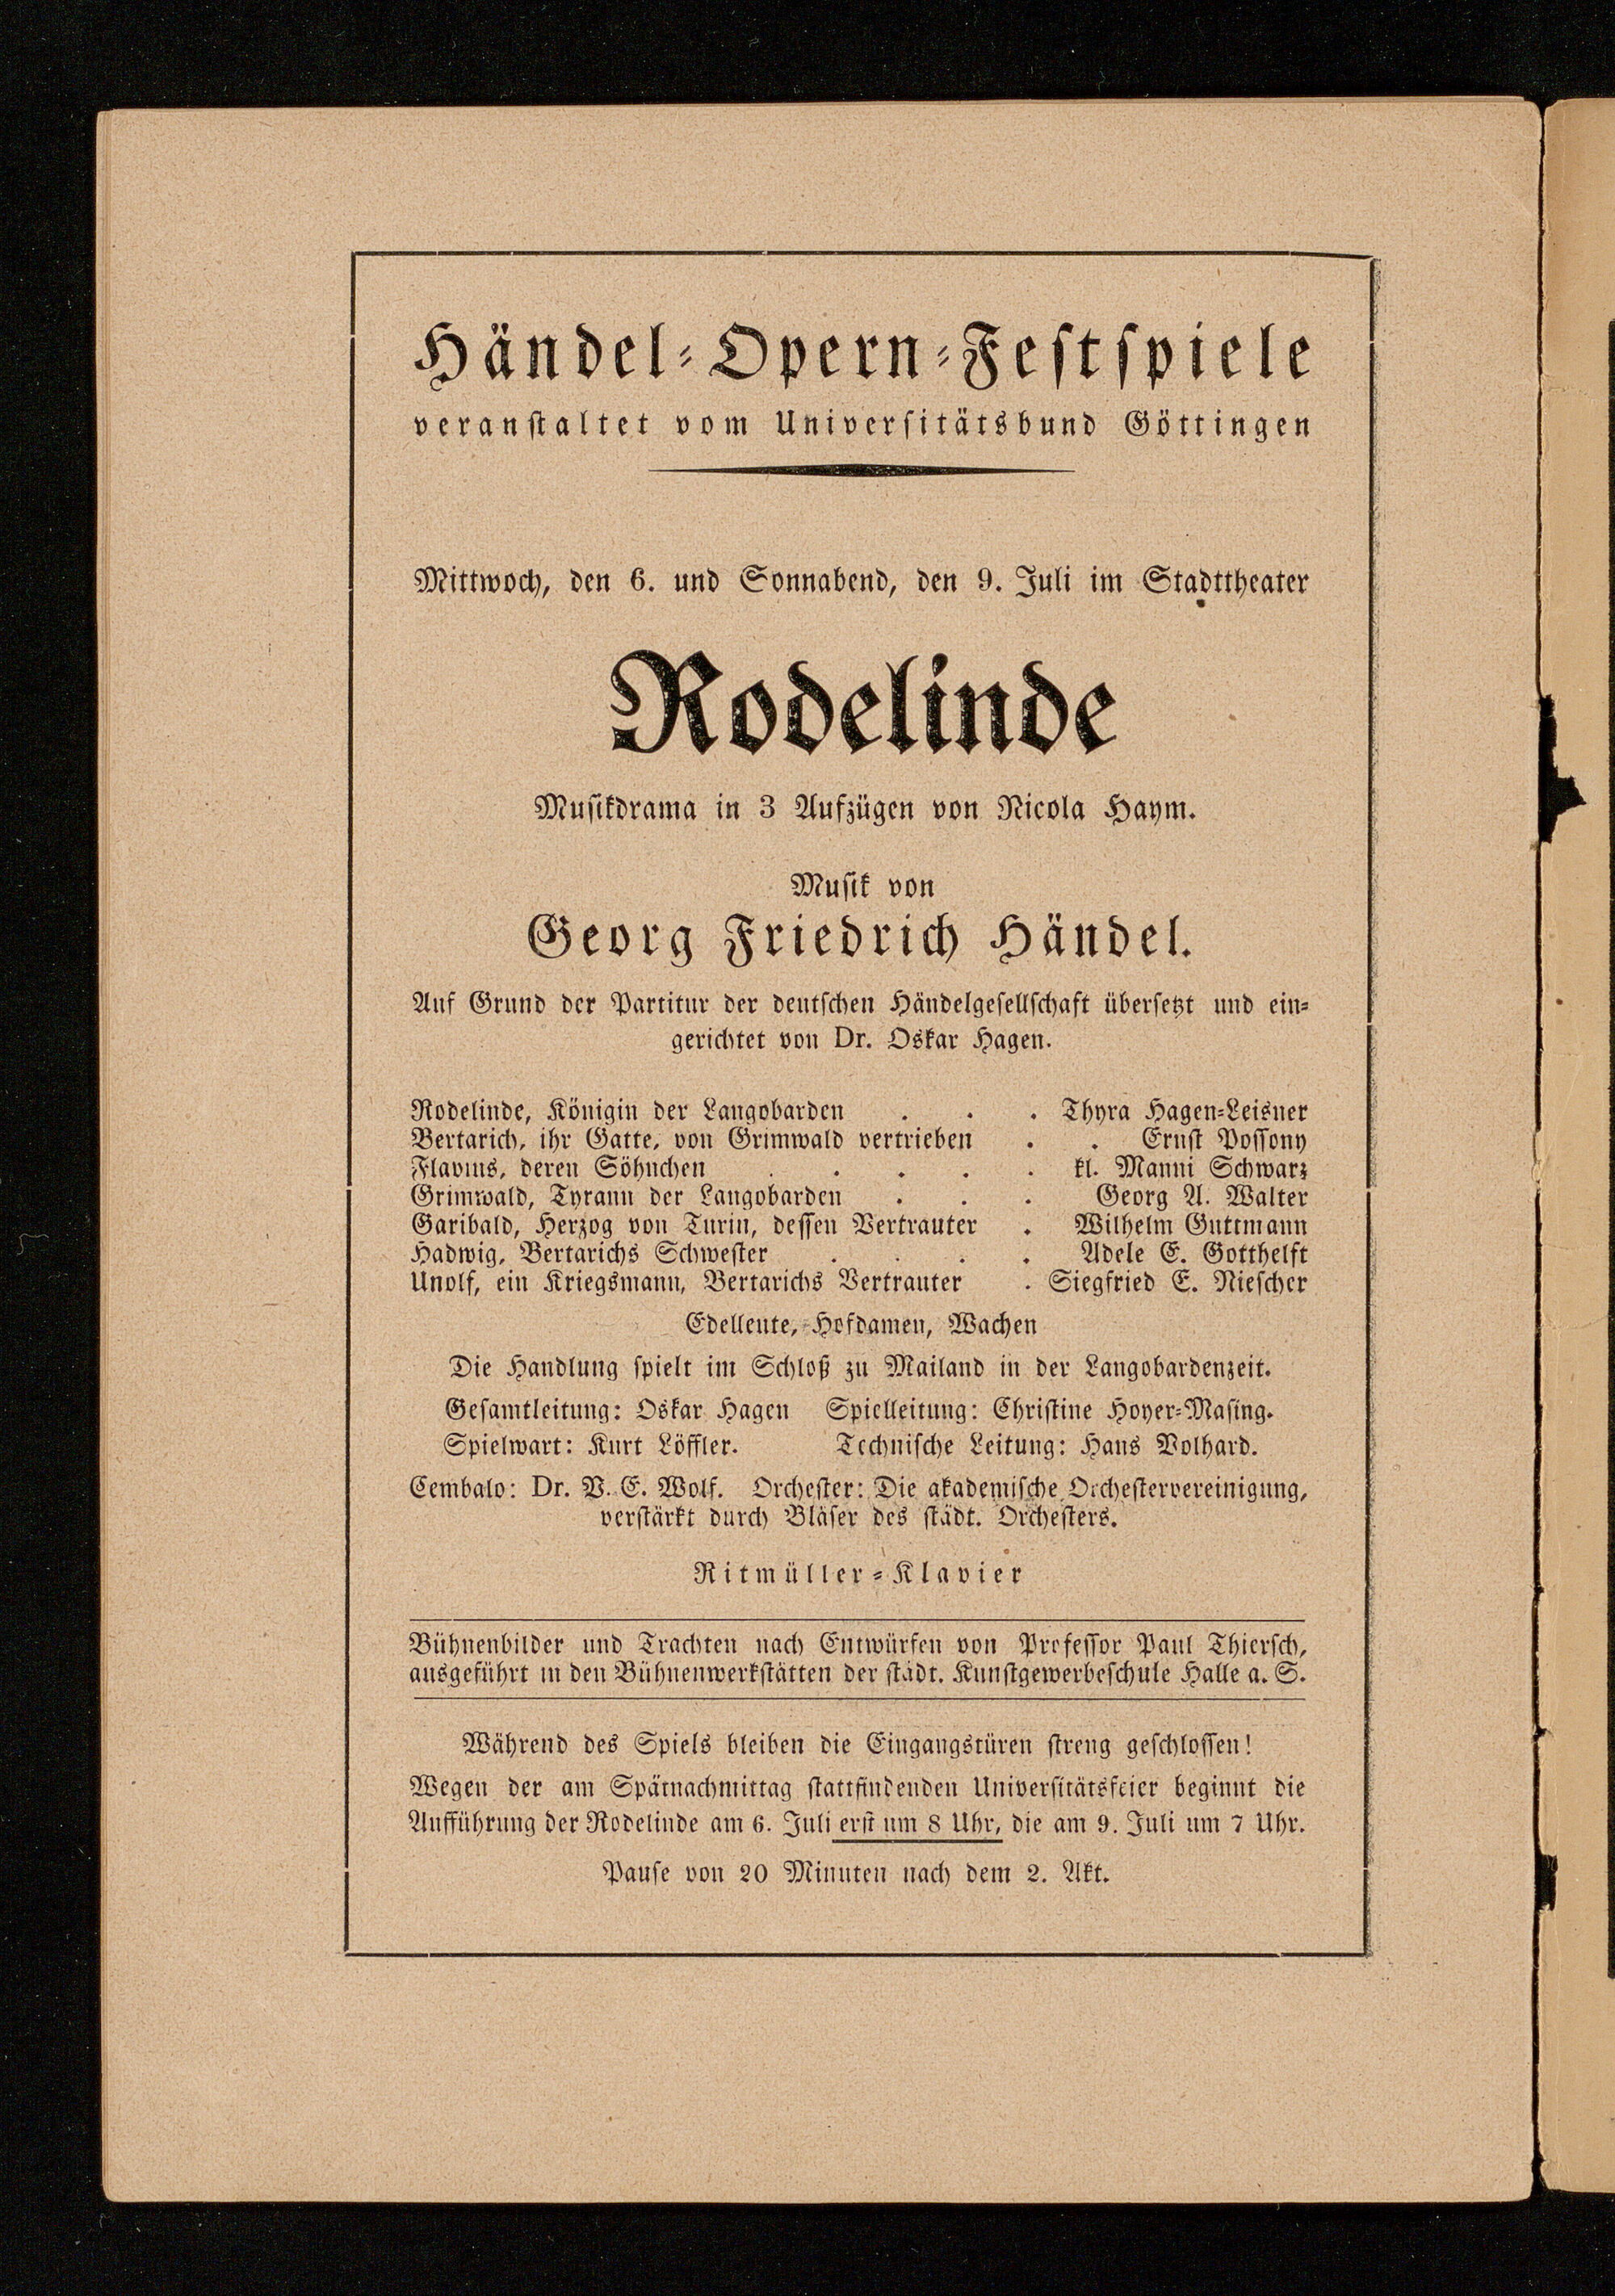 Händel-Opern-Festspiele
veranstaltet vom Universitätsbund Göttingen
Mittwoch, den 6. und Sonnabend, den 9. Juli im Stadttheater
Rodelinde
Musikdrama in 3 Aufzügen von Nicola Haym.
Musik von
Georg Friedrich Händel.
Auf Grund der Partitur der deutschen Händelgesellschaft übersetzt und ein-
gerichtet von Dr. Oskar Hagen.
Rodelinde, Königin der Langobarden . . . Thyra Hagen-Leisner
Bertarich, ihr Gatte, von Grimwald vertrieben . . Ernst Possony
Flavius, deren Söhnchen . . . . . kl. Manni Schwarz
Grimwald, Tyrann der Langobarden . . . Georg A. Walter
Garibald, Herzog von Turin, dessen Vertrauter . Wilhelm Guttmann
Hadwig, Bertarichs Schwester . . . . Adele E. Gotthelft
Unolf, ein Kriegsmann, Bertarichs Vertrauter . Siegfried E. Niescher
Edelleute, Hofdamen, Wachen
Die Handlung spielt im Schloß zu Mailand in der Langobardenzeit.
Gesamtleitung: Oskar Hagen Spielleitung: Christine Hoyer-Masing.
Spielwart: Kurt Löffler. Technische Leitung: Hans Volhard.
Cembalo: Dr. V. E. Wolf. Orchester: Die akademische Orchestervereinigung,
verstärkt durch Bläser des städt. Orchesters.
Ritmüller-Klavier
Bühnenbilder und Trachten nach Entwürfen von Professor Paul Thiersch,
ausgeführt in den Bühnenwerkstätten der städt. Kunstgewerbeschule Halle a. S.
Während des Spiels bleiben die Eingangstüren streng geschlossen!
Wegen der am Spätnachmittag stattfindenden Universitätsfeier beginnt die
Aufführung der Rodelinde am 6. Juli erst um 8 Uhr, die am 9. Juli um 7 Uhr.
Pause von 20 Minuten nach dem 2. Akt.